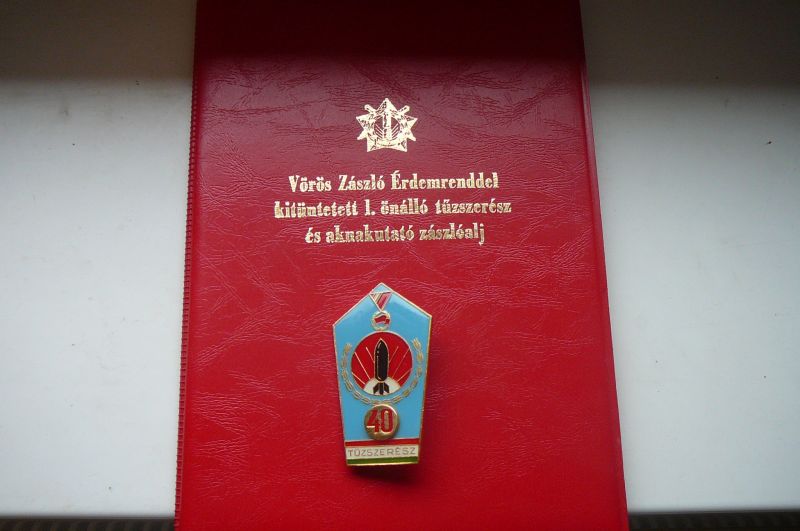 Vörös Zászló Érdemrenddel
kitüntetett 1. önálló tűzszerész
és aknakutató zászlóalj
40
TŰZSZERÉSZ